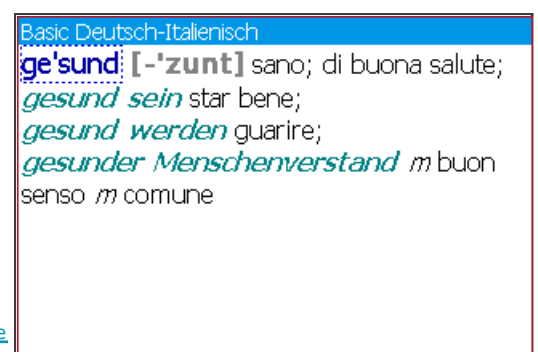 Basic Deutsch-Italienisch
ge'sund [-'zunt] sano; di buona salute;
gesund sein star bene;
gesund werden guarire;
gesunder Menschenverstand m buon
senso m comune
e